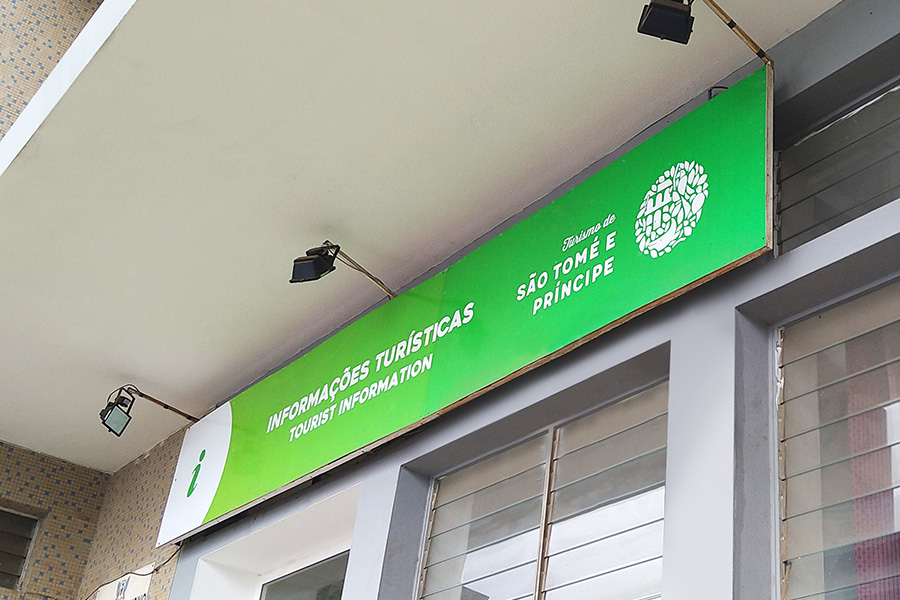 i
INFORMAÇÕES TURÍSTICAS
TOURIST INFORMATION
Turismo de
SÃO TOMÉ E
PRÍNCIPE